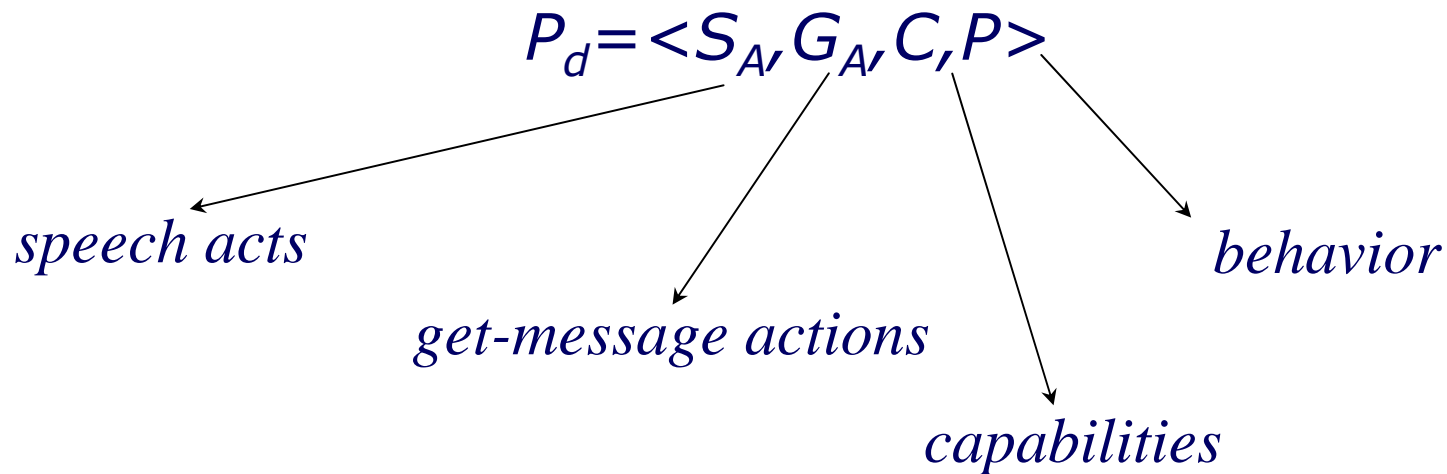 P_d=<S_A,G_A,C,P>
speech acts
behavior
get-message actions
capabilities